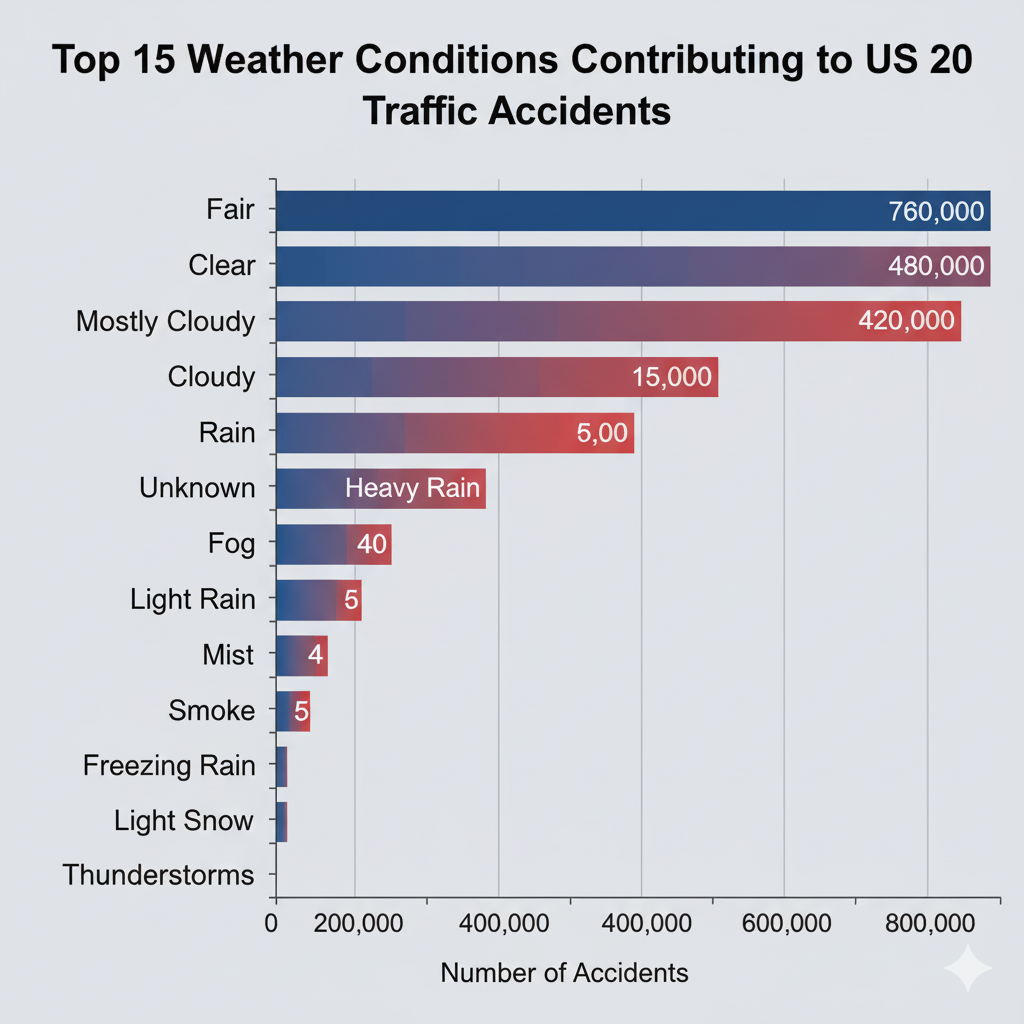 Top 15 Weather Conditions Contributing to US 20
Traffic Accidents
Fair 760,000
Clear 480,000
Mostly Cloudy 420,000
Cloudy 15,000
Rain 5,00
Unknown Heavy Rain
Fog 40
Light Rain 5
Mist 4
Smoke 5
Freezing Rain
Light Snow
Thunderstorms
0 200,000 400,000 400,000 600,000 800,000
Number of Accidents